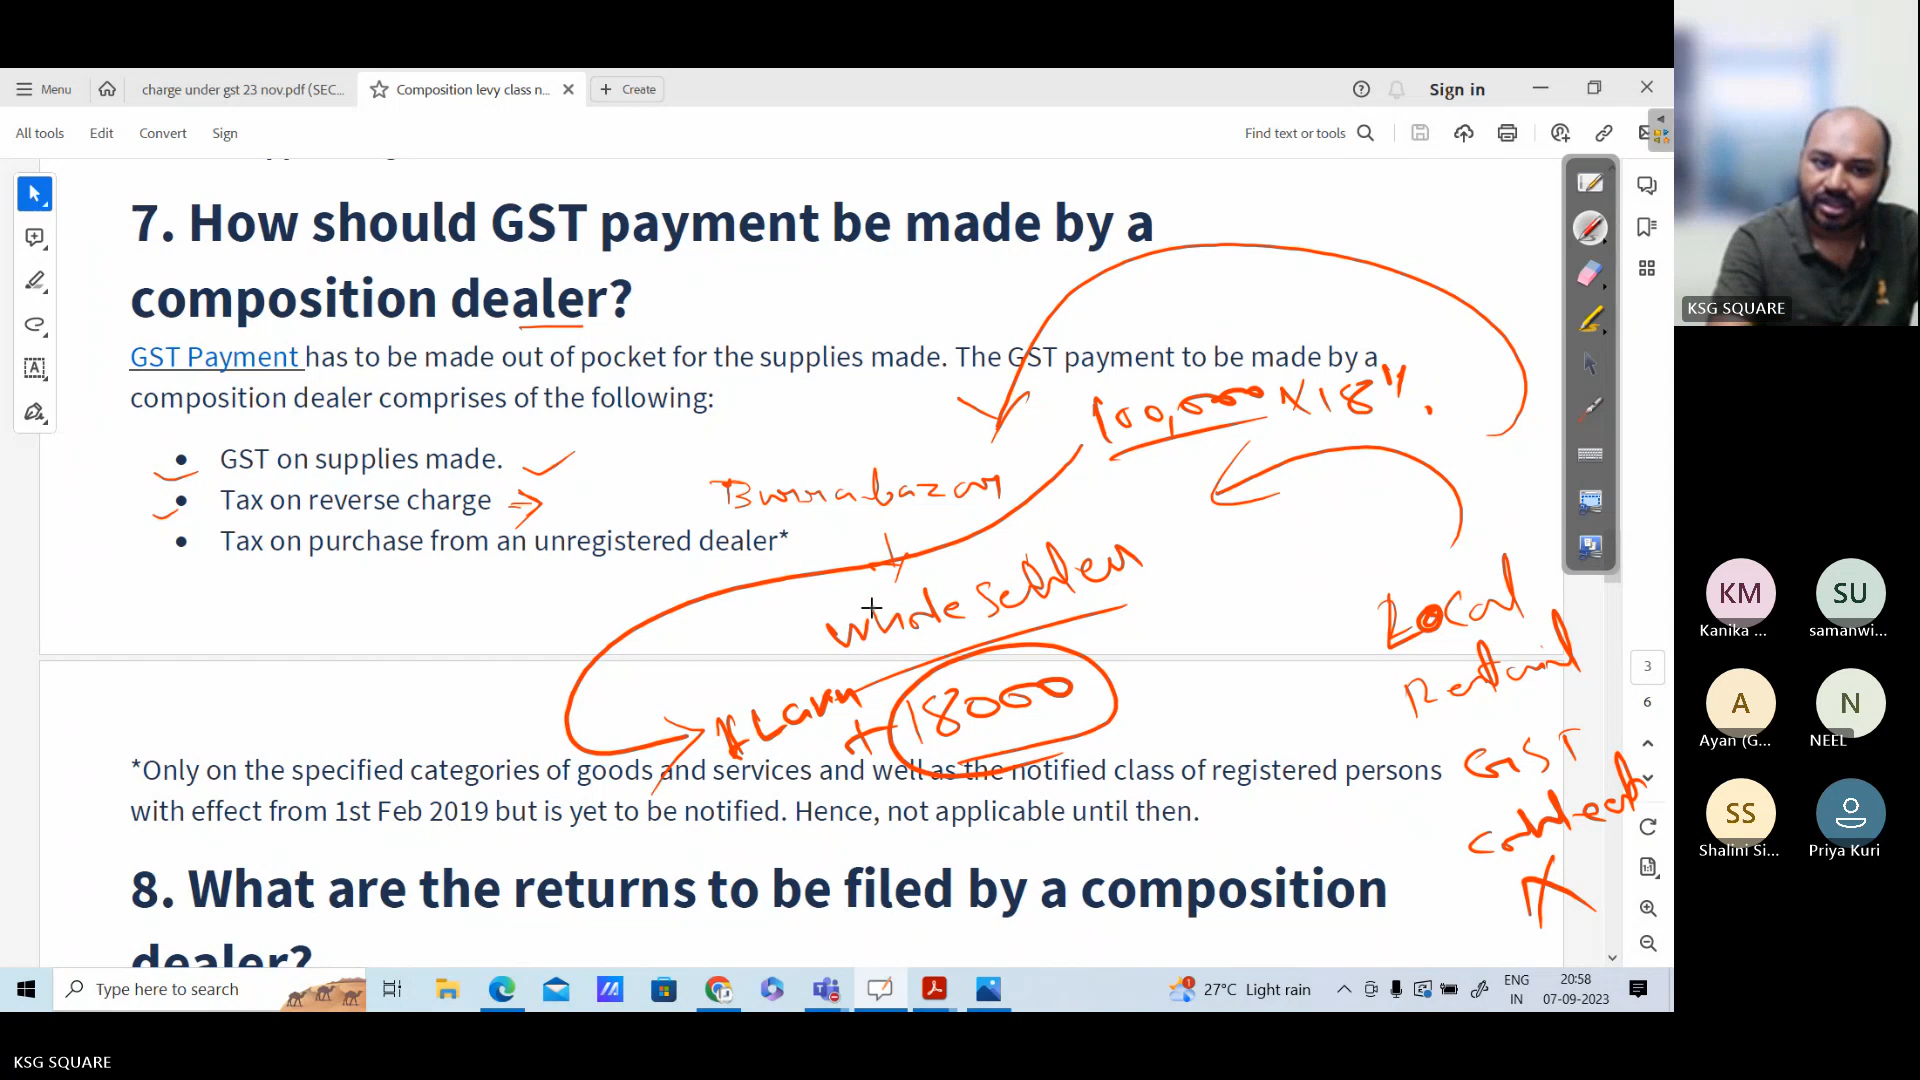 Menu
charge under gst 23 nov.pdf (SEC...
Composition levy class n...
Create
Sign in
All tools
Edit
Convert
Sign
Find text or tools
7. How should GST payment be made by a
composition dealer?
GST Payment has to be made out of pocket for the supplies made. The GST payment to be made by a
composition dealer comprises of the following:
100,000 X 18%.
• GST on supplies made.
• Tax on reverse charge
Burrabazar
• Tax on purchase from an unregistered dealer*
whole seller
Local
Retail
+ 18000
GST
collect
X
*Only on the specified categories of goods and services and well as the notified class of registered persons
with effect from 1st Feb 2019 but is yet to be notified. Hence, not applicable until then.
8. What are the returns to be filed by a composition
dealer?
3
6
Type here to search
27°C Light rain
ENG
IN
20:58
07-09-2023
KSG SQUARE
KM
Kanika ...
SU
samanwi...
A
Ayan (G...
N
NEEL
SS
Shalini Si...
Priya Kuri
KSG SQUARE